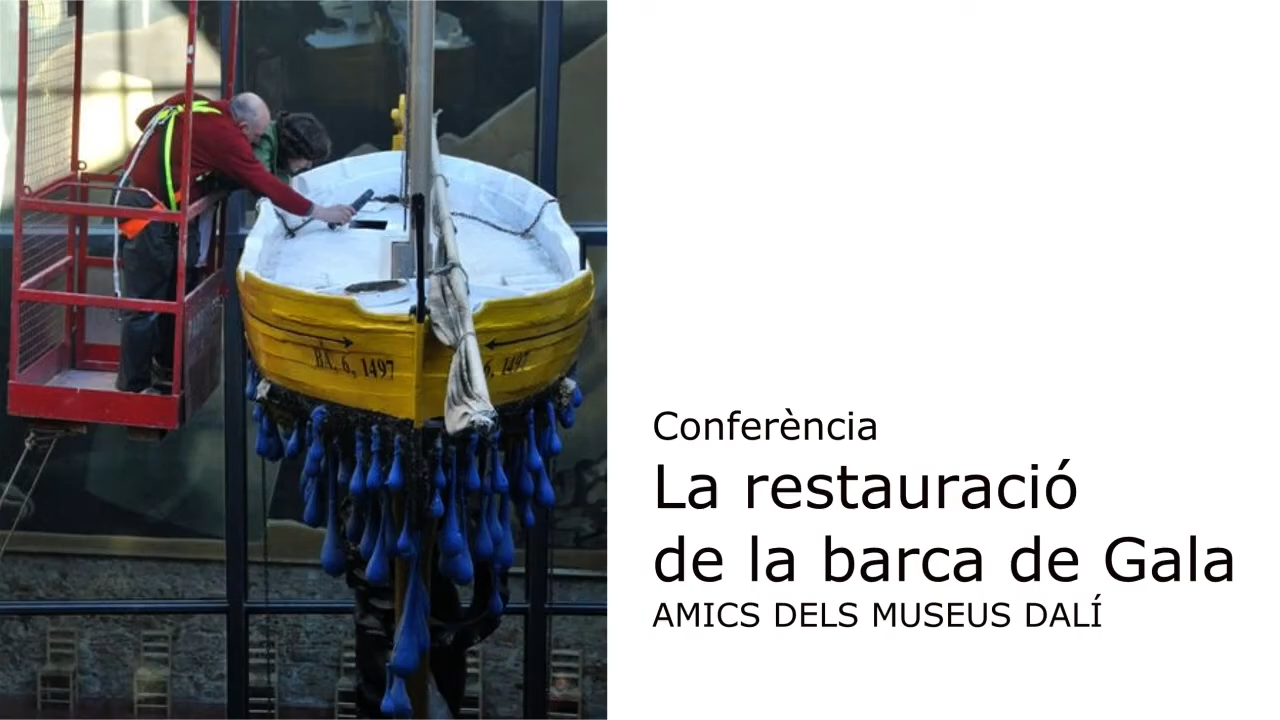 BA, 6, 1497
6, 1497
Conferència
La restauració
de la barca de Gala
AMICS DELS MUSEUS DALÍ